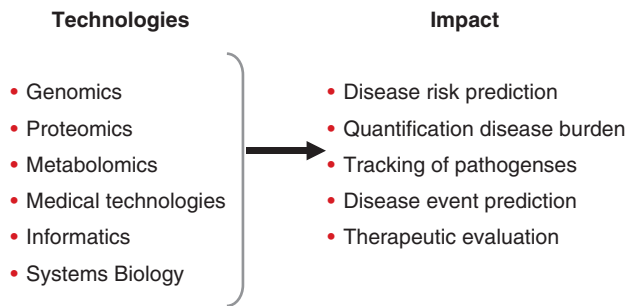 Technologies
• Genomics
• Proteomics
• Metabolomics
• Medical technologies
• Informatics
• Systems Biology
Impact
• Disease risk prediction
• Quantification disease burden
• Tracking of pathogenses
• Disease event prediction
• Therapeutic evaluation